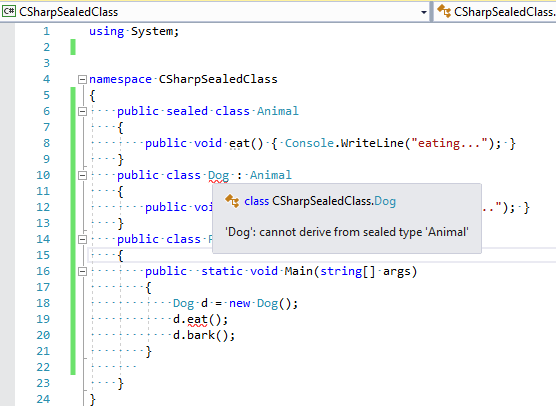 C# CSharpSealedClass CSharpSealedClass.
1 using System;
2
3
4 namespace CSharpSealedClass
5 {
6 public sealed class Animal
7 {
8 public void eat() { Console.WriteLine("eating..."); }
9 }
10 public class Dog : Animal
11 {
12 public voi .."); }
13 }
14 public class
15 {
16 public static void Main(string[] args)
17 {
18 Dog d = new Dog();
19 d.eat();
20 d.bark();
21 }
22
23 }
24 }
class CSharpSealedClass.Dog
'Dog': cannot derive from sealed type 'Animal'